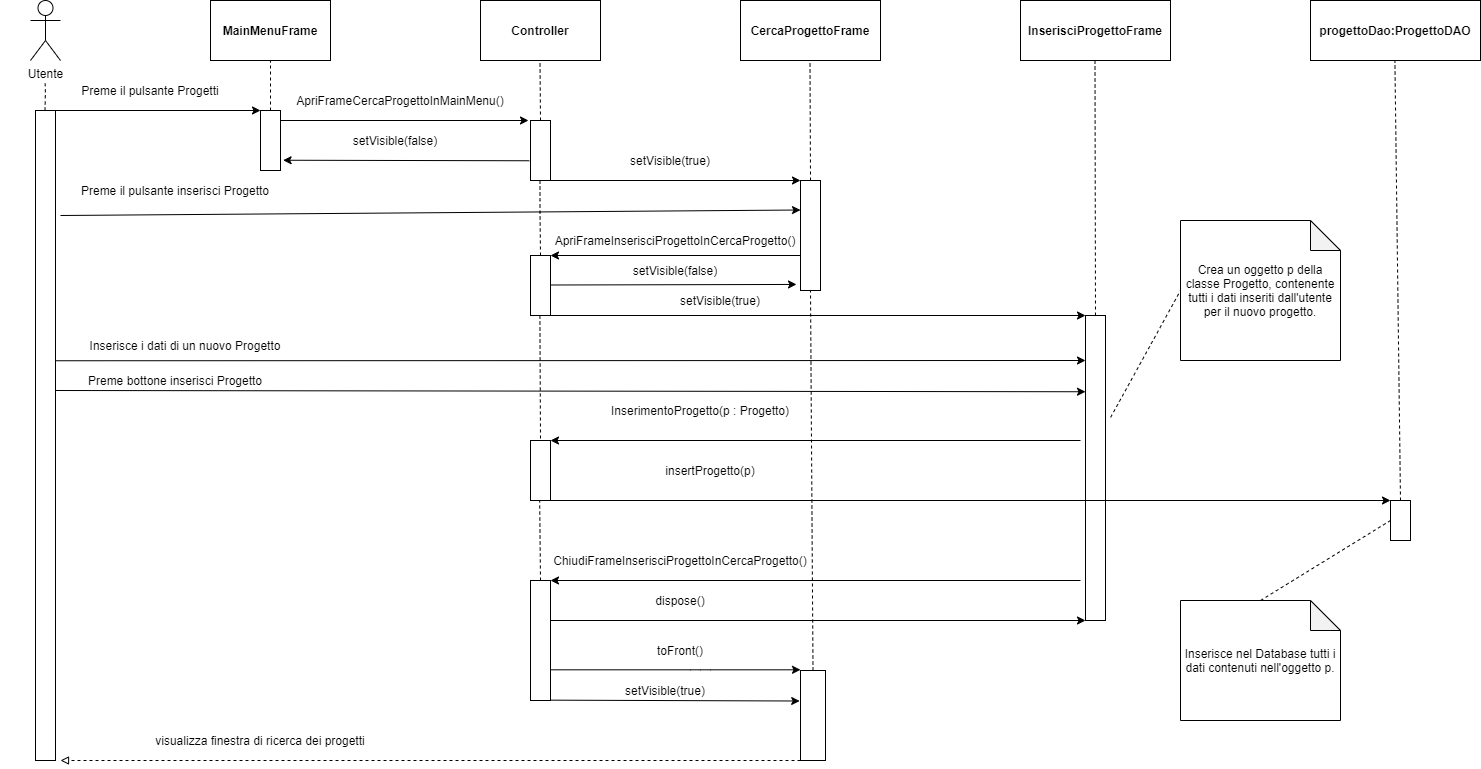 MainMenuFrame
Controller
CercaProgettoFrame
InserisciProgettoFrame
progettoDao:ProgettoDAO
Utente
Preme il pulsante Progetti
ApriFrameCercaProgettoInMainMenu()
setVisible(false)
setVisible(true)
Preme il pulsante inserisci Progetto
ApriFrameInserisciProgettoInCercaProgetto()
setVisible(false)
setVisible(true)
Crea un oggetto p della
classe Progetto, contenente
tutti i dati inseriti dall'utente
per il nuovo progetto.
Inserisce i dati di un nuovo Progetto
Preme bottone inserisci Progetto
InserimentoProgetto(p : Progetto)
insertProgetto(p)
ChiudiFrameInserisciProgettoInCercaProgetto()
dispose()
toFront()
Inserisce nel Database tutti i
dati contenuti nell'oggetto p.
setVisible(true)
visualizza finestra di ricerca dei progetti